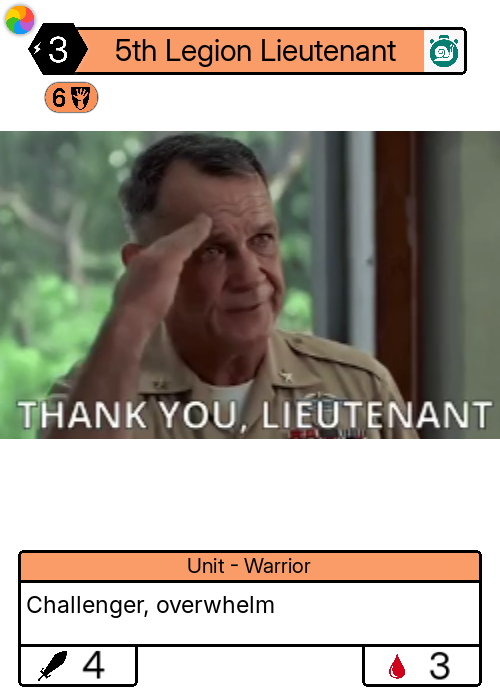 3 5th Legion Lieutenant
6
THANK YOU, LIEUTENANT
Unit - Warrior
Challenger, overwhelm
4 3